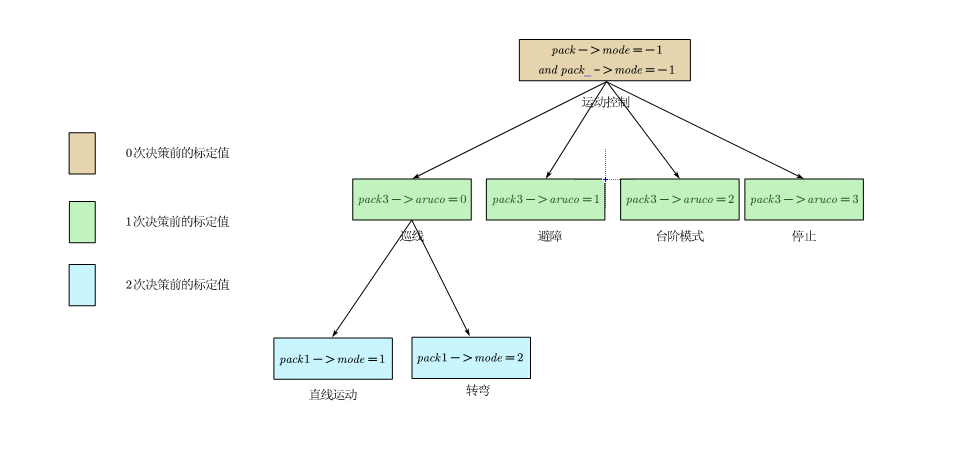 pack->mode=-1
and pack_->mode=-1
运动控制
0次决策前的标定值
pack3->aruco=0
pack3->aruco=1
pack3->aruco=2
pack3->aruco=3
1次决策前的标定值
巡线
避障
台阶模式
停止
2次决策前的标定值
pack1->mode=1
pack1->mode=2
直线运动
转弯